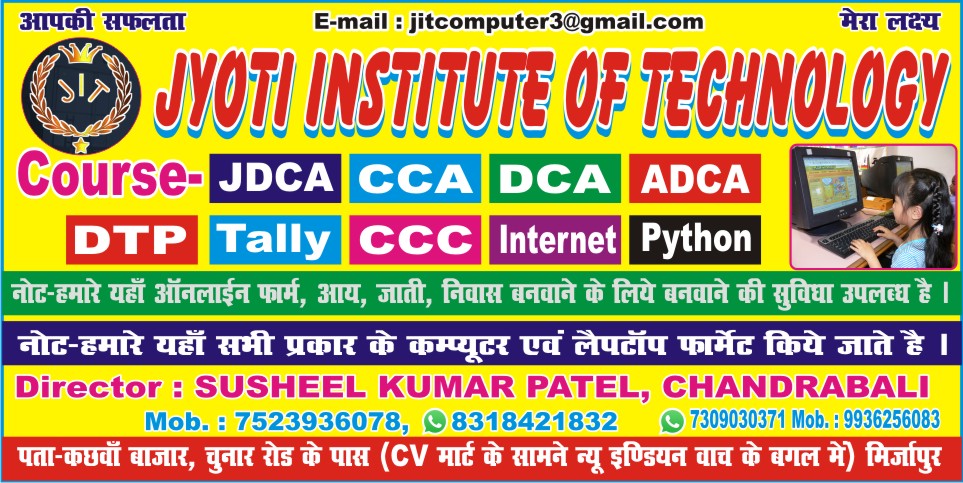 आपकी सफलता E-mail : jitcomputer3@gmail.com मेरा लक्ष्य
JIT JYOTI INSTITUTE OF TECHNOLOGY
Course- JDCA CCA DCA ADCA
DTP Tally CCC Internet Python
नोट-हमारे यहाँ ऑनलाईन फार्म, आय, जाती, निवास बनवाने के लिये बनवाने की सुविधा उपलब्ध है ।
नोट-हमारे यहाँ सभी प्रकार के कम्प्यूटर एवं लैपटॉप फार्मेट किये जाते है ।
Director : SUSHEEL KUMAR PATEL, CHANDRABALI
Mob. : 7523936078, 8318421832 7309030371 Mob. : 9936256083
पता-कछवाँ बाजार, चुनार रोड के पास (CV मार्ट के सामने न्यू इण्डियन वाच के बगल में) मिर्जापुर